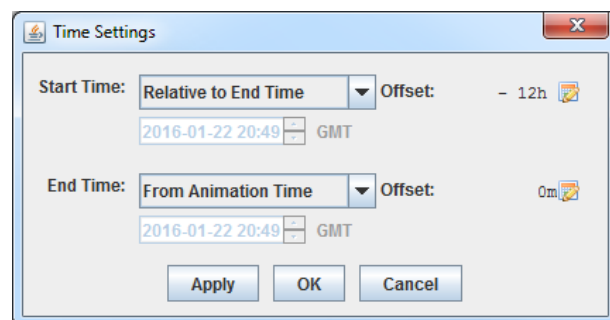 Time Settings
Start Time: Relative to End Time Offset: - 12h
2016-01-22 20:49 GMT
End Time: From Animation Time Offset: 0m
2016-01-22 20:49 GMT
Apply OK Cancel